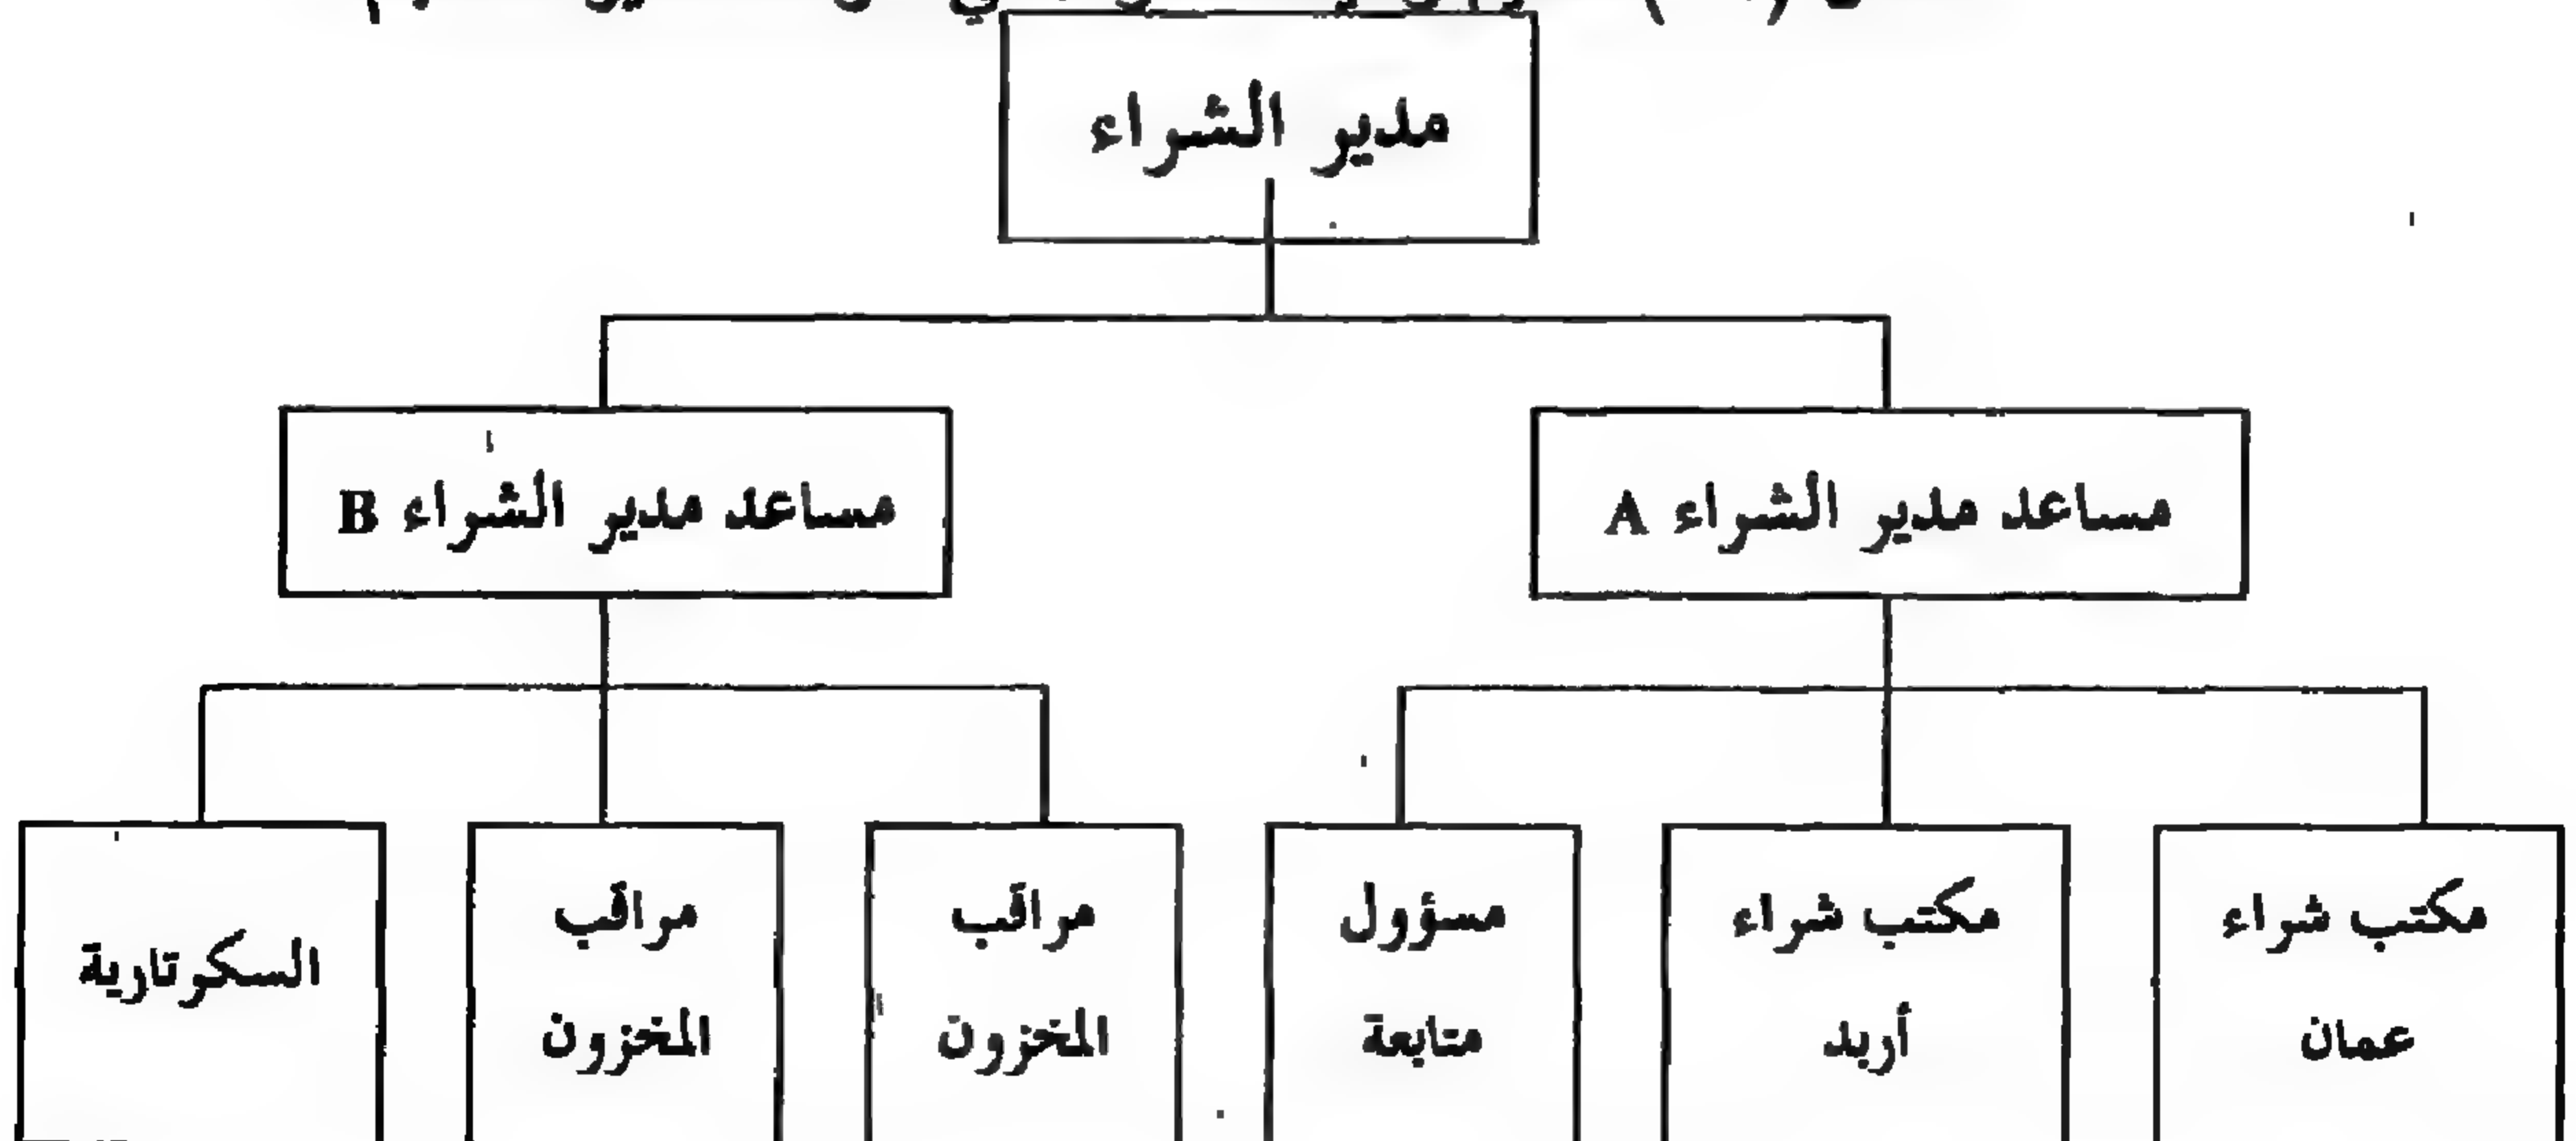 مدير الشراء
مساعد مدير الشراء A
مساعد مدير الشراء B
مكتب شراء
عمان
مكتب شراء
أربد
مسؤول
متابعة
مراقب
المخزون
مراقب
المخزون
السكرتارية